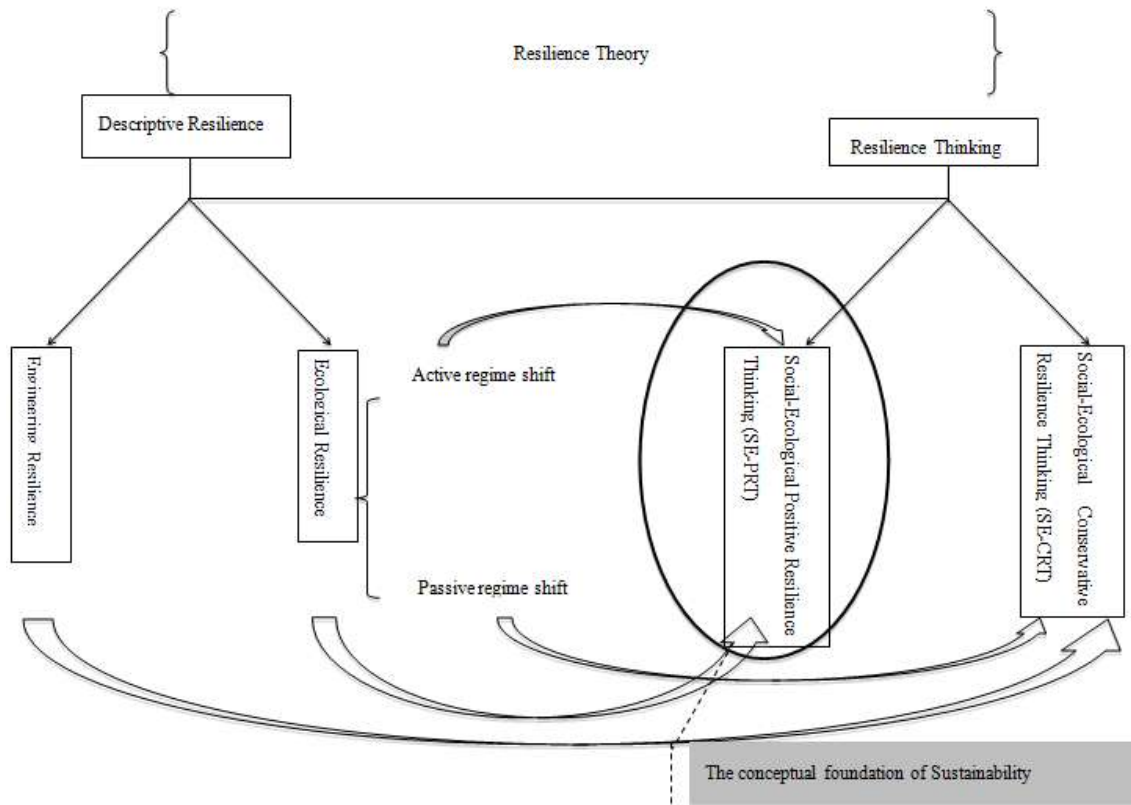 Resilience Theory
Descriptive Resilience
Resilience Thinking
Engineering Resilience
Ecological Resilience
Active regime shift
Passive regime shift
Social-Ecological Positive Resilience
Thinking (SE-PRT)
Social-Ecological Conservative
Resilience Thinking (SE-CRT)
The conceptual foundation of Sustainability